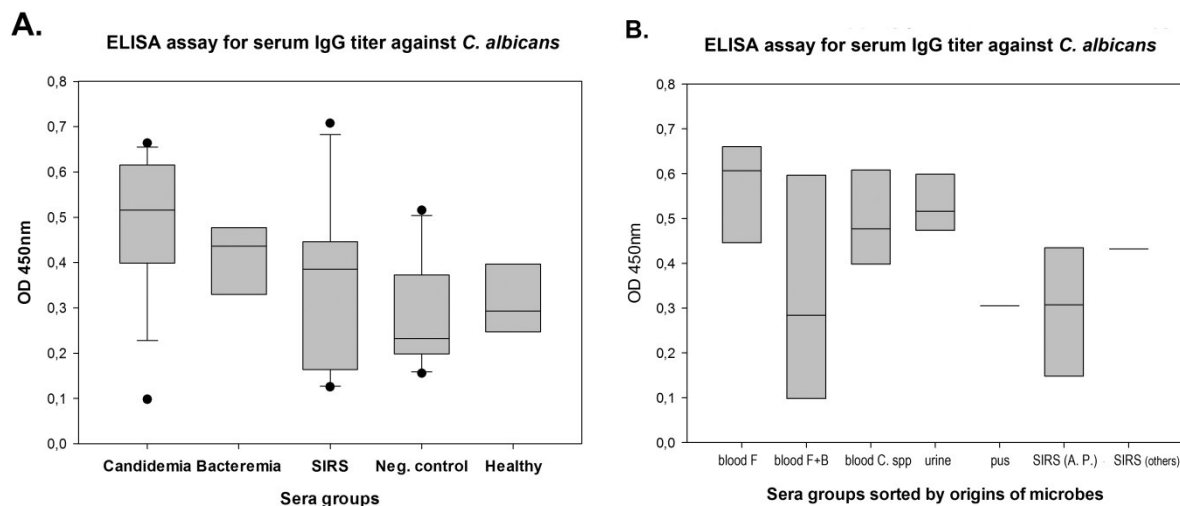 A.
ELISA assay for serum IgG titer against C. albicans
0,8
0,7
0,6
0,5
0,4
0,3
0,2
0,1
0,0
OD 450nm
Candidemia Bacteremia SIRS Neg. control Healthy
Sera groups
B.
ELISA assay for serum IgG titer against C. albicans
0,8
0,7
0,6
0,5
0,4
0,3
0,2
0,1
0,0
OD 450nm
blood F blood F+B blood C. spp urine pus SIRS (A. P.) SIRS (others)
Sera groups sorted by origins of microbes